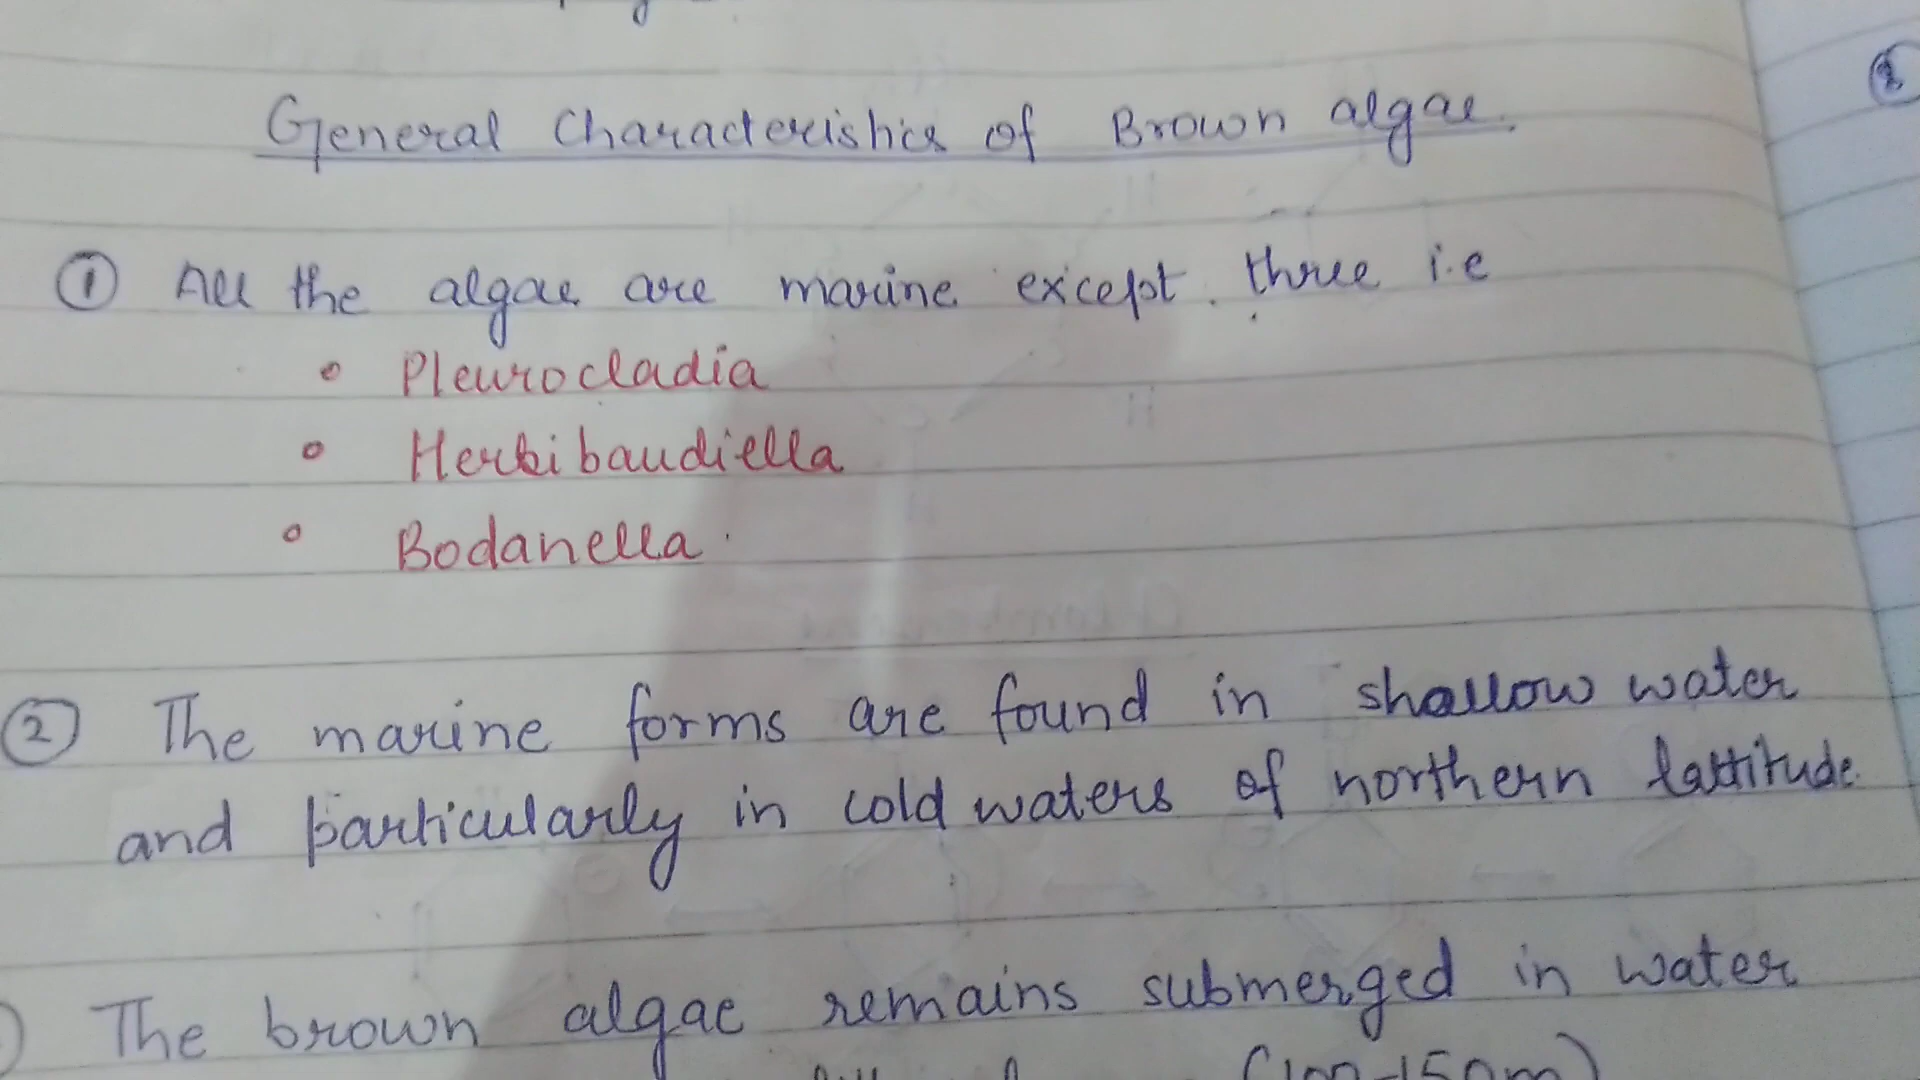 General Characteristics of Brown algae.
① All the algae are marine except three i.e
∘ Pleurocladia
∘ Herbibaudiella
∘ Bodanella.
② The marine forms are found in shallow water
and particularly in cold waters of northern lattitude
The brown algae remains submerged in water
(100-150m)